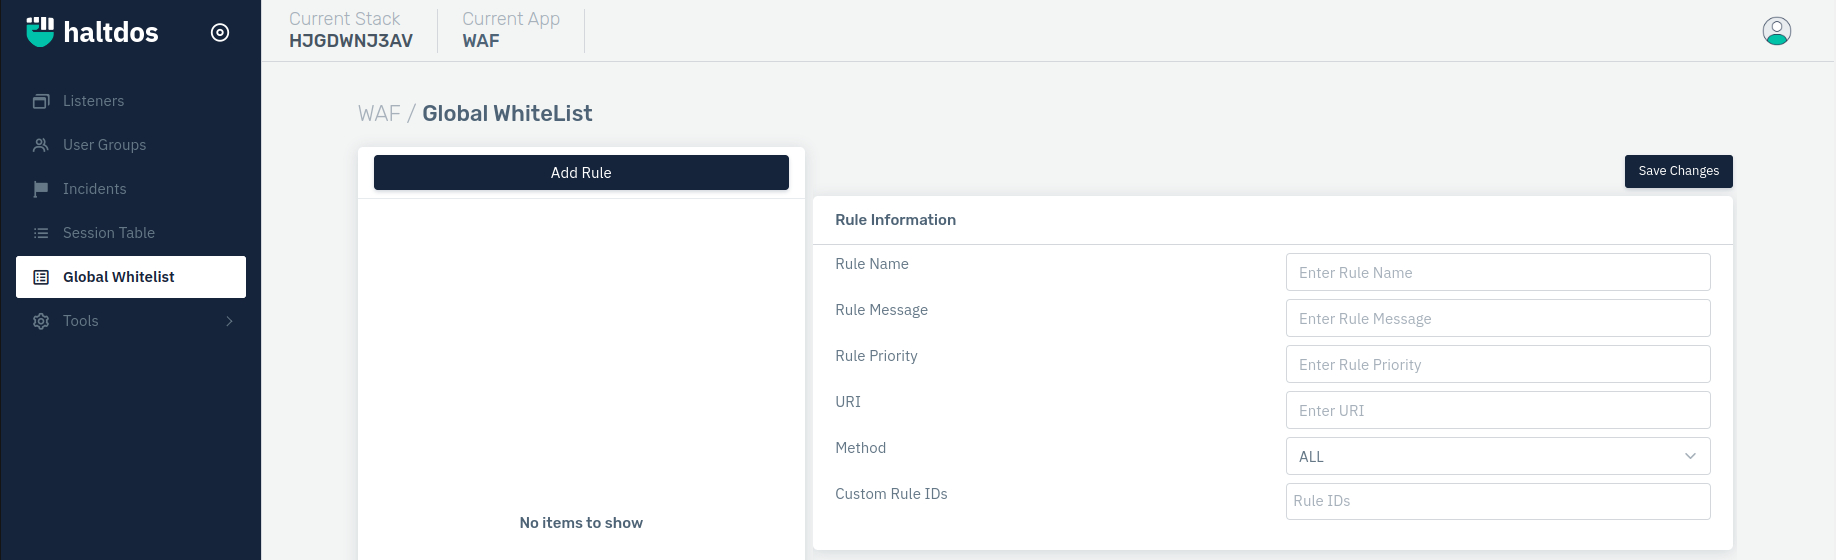 haltdos
Current Stack
HJGDWNJ3AV
Current App
WAF
Listeners
User Groups
Incidents
Session Table
Global Whitelist
Tools
WAF / Global WhiteList
Add Rule
No items to show
Save Changes
Rule Information
Rule Name
Enter Rule Name
Rule Message
Enter Rule Message
Rule Priority
Enter Rule Priority
URI
Enter URI
Method
ALL
Custom Rule IDs
Rule IDs